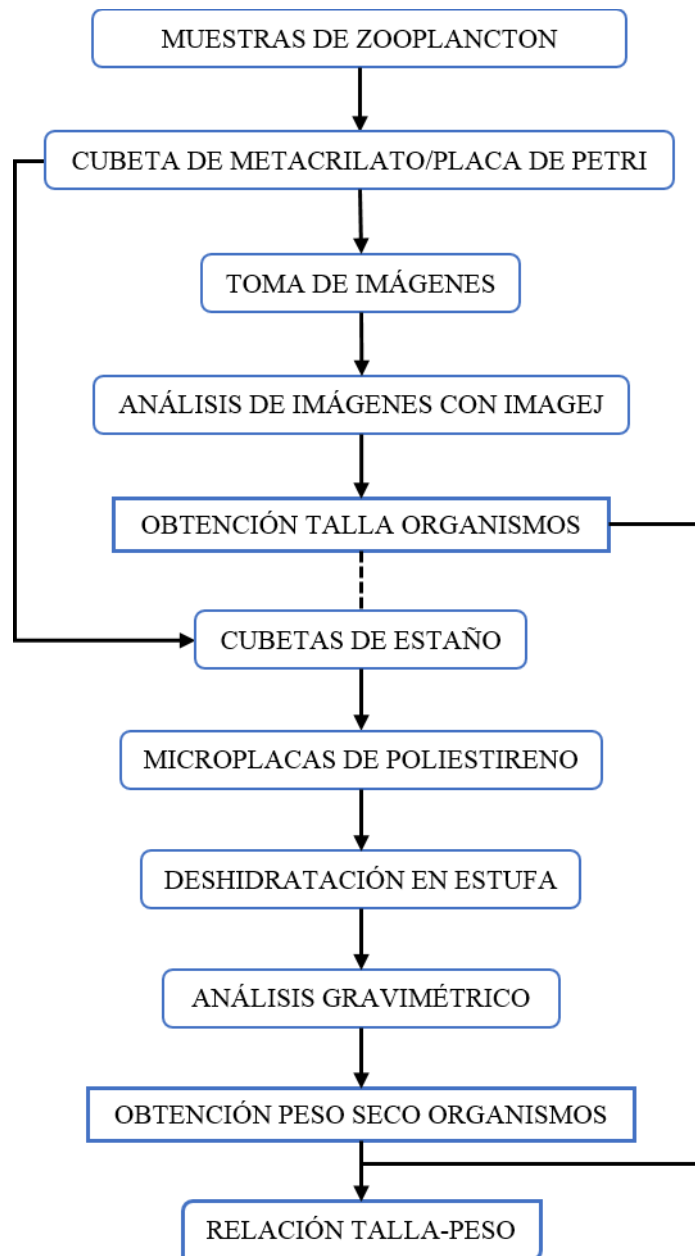 MUESTRAS DE ZOOPLANCTON
CUBETA DE METACRILATO/PLACA DE PETRI
TOMA DE IMÁGENES
ANÁLISIS DE IMÁGENES CON IMAGEJ
OBTENCIÓN TALLA ORGANISMOS
CUBETAS DE ESTAÑO
MICROPLACAS DE POLIESTIRENO
DESHIDRATACIÓN EN ESTUFA
ANÁLISIS GRAVIMÉTRICO
OBTENCIÓN PESO SECO ORGANISMOS
RELACIÓN TALLA-PESO